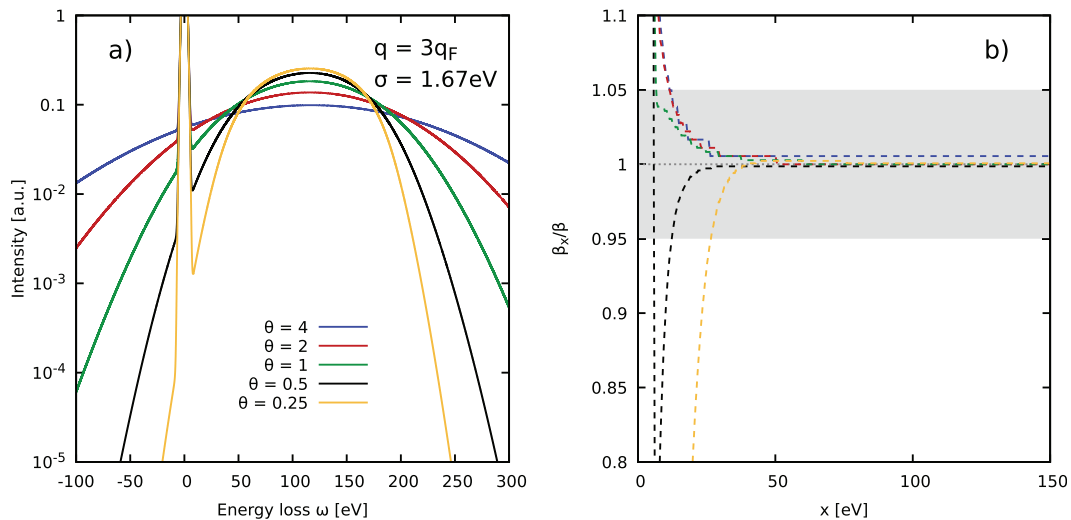 a)
q = 3q_F
σ = 1.67eV
Intensity [a.u.]
1
0.1
10^-2
10^-3
10^-4
10^-5
θ = 4
θ = 2
θ = 1
θ = 0.5
θ = 0.25
-100 -50 0 50 100 150 200 250 300
Energy loss ω [eV]
b)
β_x/β
1.1
1.05
1
0.95
0.9
0.85
0.8
0 50 100 150
x [eV]